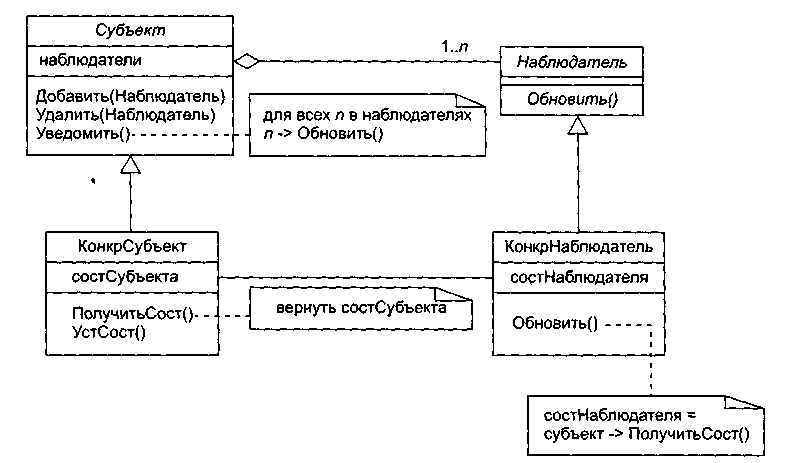 Субъект
наблюдатели
Добавить(Наблюдатель)
Удалить(Наблюдатель)
Уведомить()
для всех n в наблюдателях
n -> Обновить()
1..n
Наблюдатель
Обновить()
КонкрСубъект
состСубъекта
ПолучитьСост()
УстСост()
вернуть состСубъекта
КонкрНаблюдатель
состНаблюдателя
Обновить()
состНаблюдателя =
субъект -> ПолучитьСост()